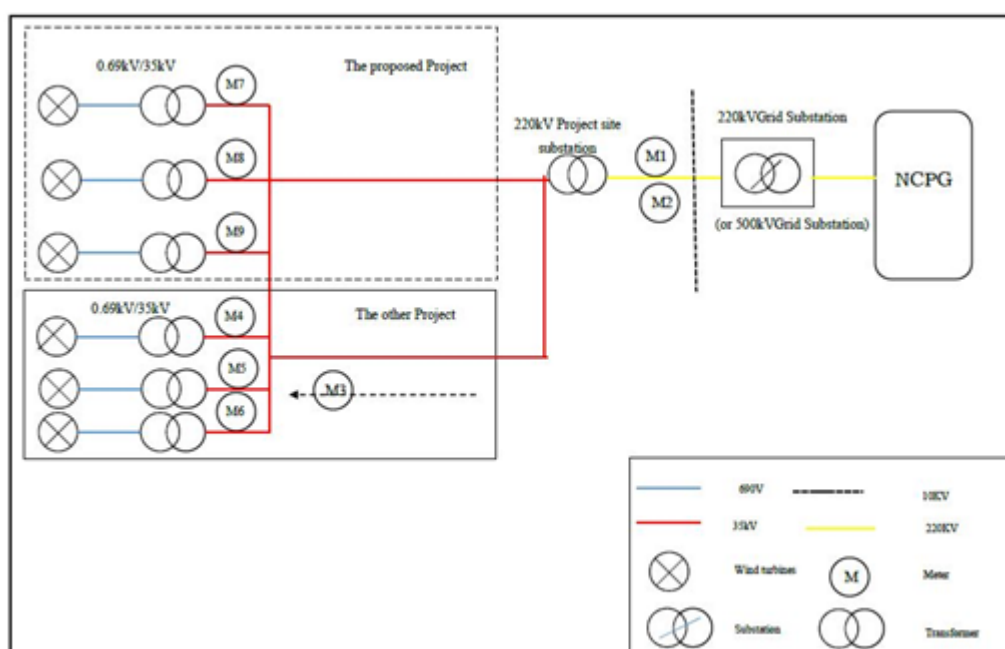 0.69kV/35kV
The proposed Project
M7
M8
M9
220kV Project site
substation
M1
M2
220kVGrid Substation
(or 500kVGrid Substation)
NCPG
0.69kV/35kV
The other Project
M4
M5
M6
M3
690V
10KV
35kV
220KV
Wind turbines
M
Meter
Substation
Transformer